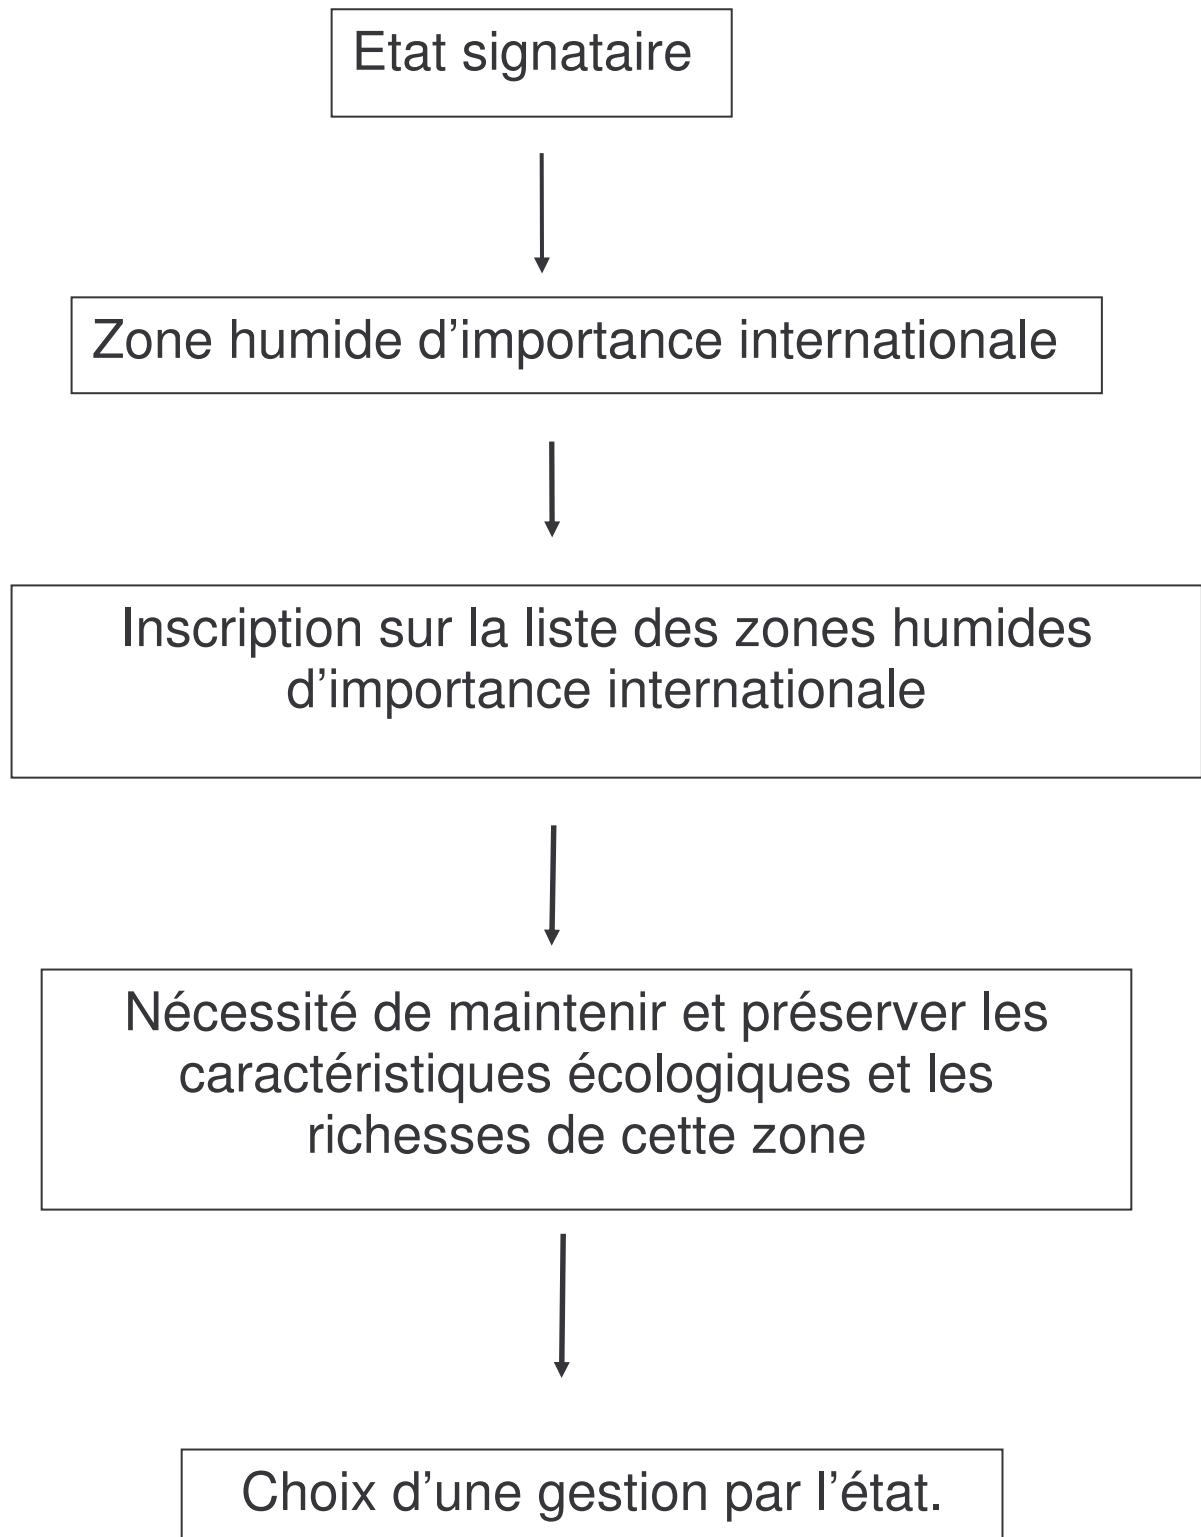 Etat signataire
Zone humide d’importance internationale
Inscription sur la liste des zones humides
d’importance internationale
Nécessité de maintenir et préserver les
caractéristiques écologiques et les
richesses de cette zone
Choix d’une gestion par l’état.